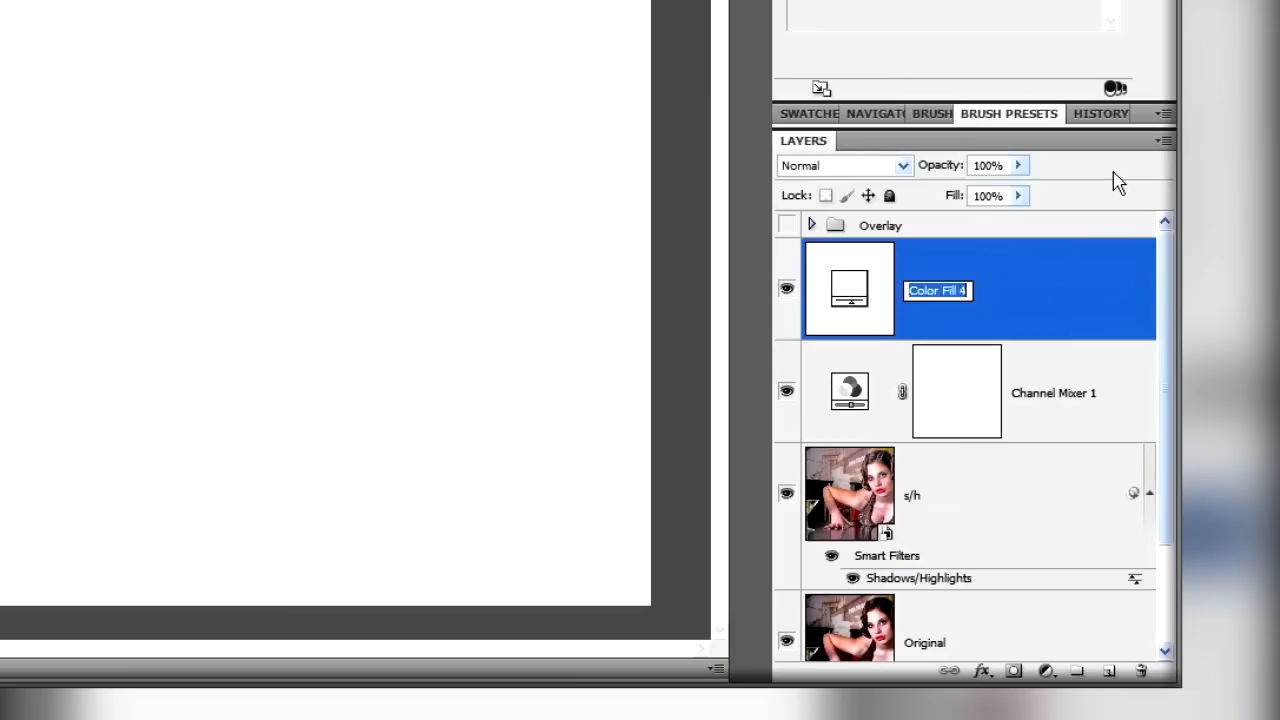 SWATCHE NAVIGAT BRUSH BRUSH PRESETS HISTORY
LAYERS
Normal Opacity: 100%
Lock: Fill: 100%
Overlay
Color Fill 4
Channel Mixer 1
s/h
Smart Filters
Shadows/Highlights
Original
fx